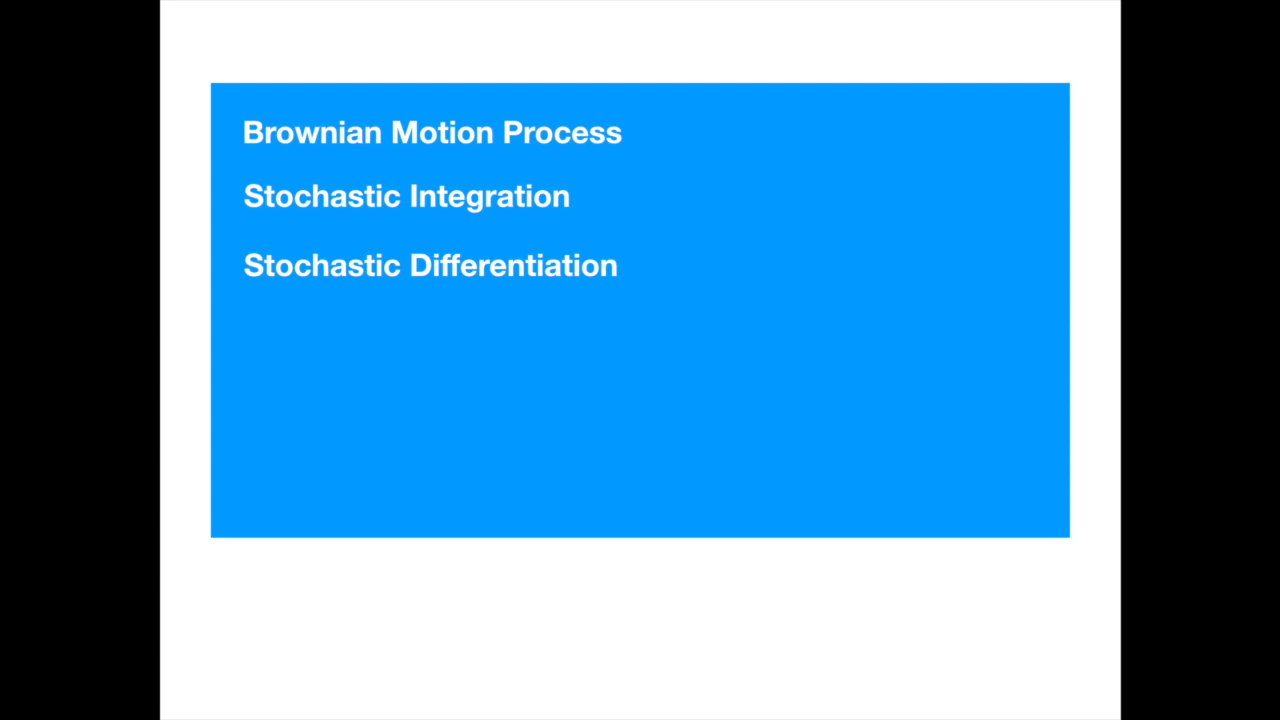 Brownian Motion Process
Stochastic Integration
Stochastic Differentiation